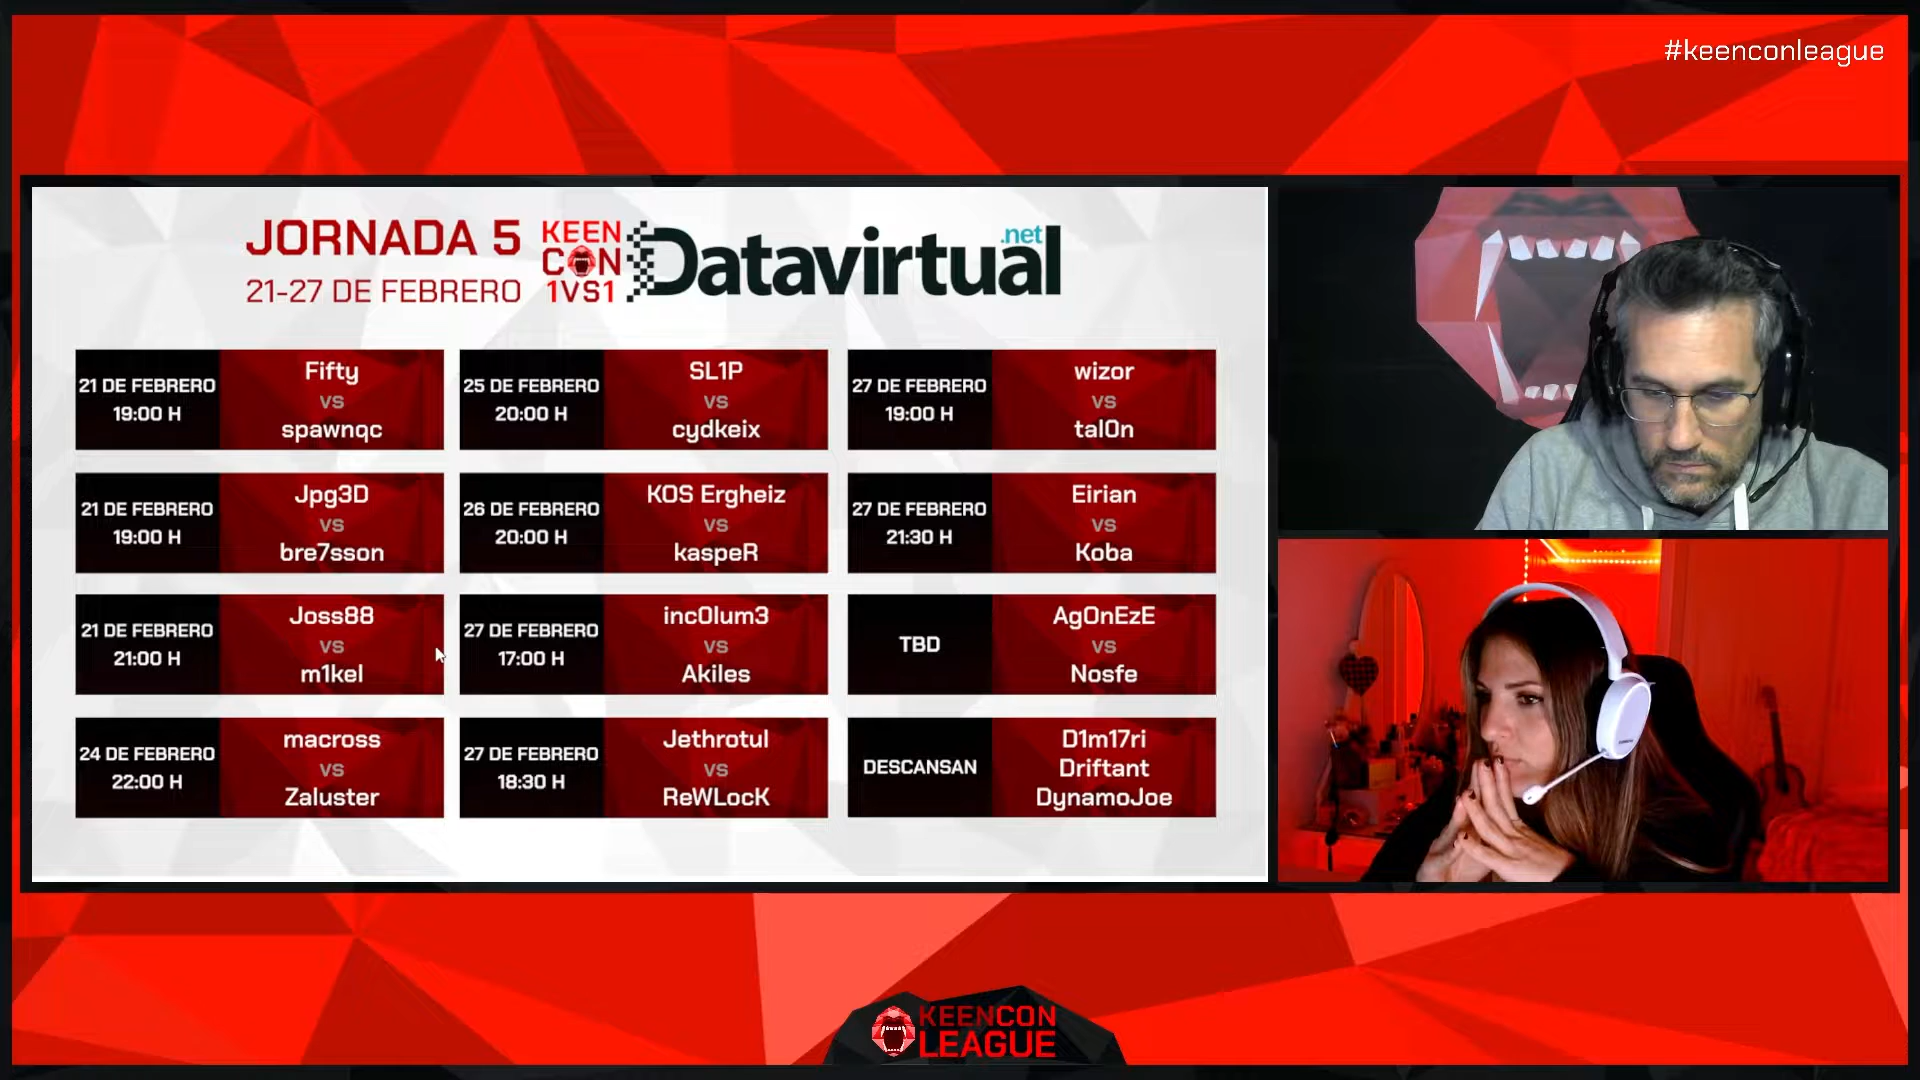 #keenconleague
JORNADA 5
21-27 DE FEBRERO
KEEN
CON
1VS1
Datavirtual
.net
21 DE FEBRERO
19:00 H
Fifty
VS
spawnqc
25 DE FEBRERO
20:00 H
SL1P
VS
cydkeix
27 DE FEBRERO
19:00 H
wizor
VS
tal0n
21 DE FEBRERO
19:00 H
Jpg3D
VS
bre7sson
26 DE FEBRERO
20:00 H
KOS Ergheiz
VS
kaspeR
27 DE FEBRERO
21:30 H
Eirian
VS
Koba
21 DE FEBRERO
21:00 H
Joss88
VS
m1kel
27 DE FEBRERO
17:00 H
inc0lum3
VS
Akiles
TBD
Ag0nEzE
VS
Nosfe
24 DE FEBRERO
22:00 H
macross
VS
Zaluster
27 DE FEBRERO
18:30 H
Jethrotul
VS
ReWLocK
DESCANSAN
D1m17ri
Driftant
DynamoJoe
KEENCON
LEAGUE